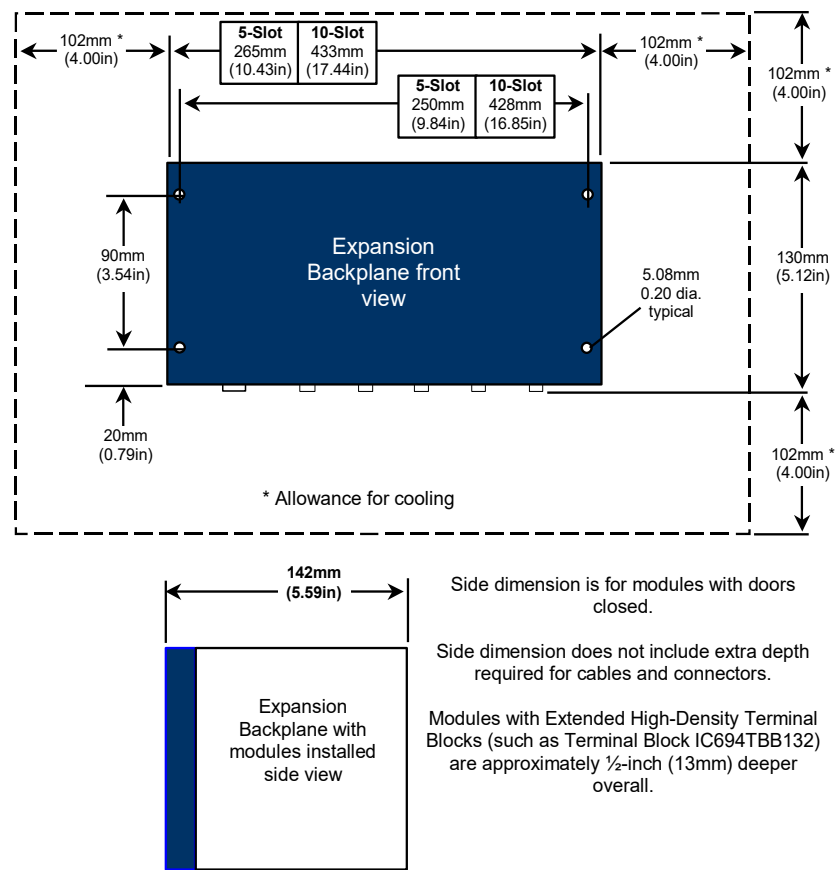 102mm *
(4.00in)
5-Slot
265mm
(10.43in)
10-Slot
433mm
(17.44in)
102mm *
(4.00in)
102mm *
(4.00in)
5-Slot
250mm
(9.84in)
10-Slot
428mm
(16.85in)
90mm
(3.54in)
Expansion
Backplane front
view
5.08mm
0.20 dia.
typical
130mm
(5.12in)
20mm
(0.79in)
102mm *
(4.00in)
* Allowance for cooling
142mm
(5.59in)
Side dimension is for modules with doors
closed.
Side dimension does not include extra depth
required for cables and connectors.
Expansion
Backplane with
modules installed
side view
Modules with Extended High-Density Terminal
Blocks (such as Terminal Block IC694TBB132)
are approximately ½-inch (13mm) deeper
overall.